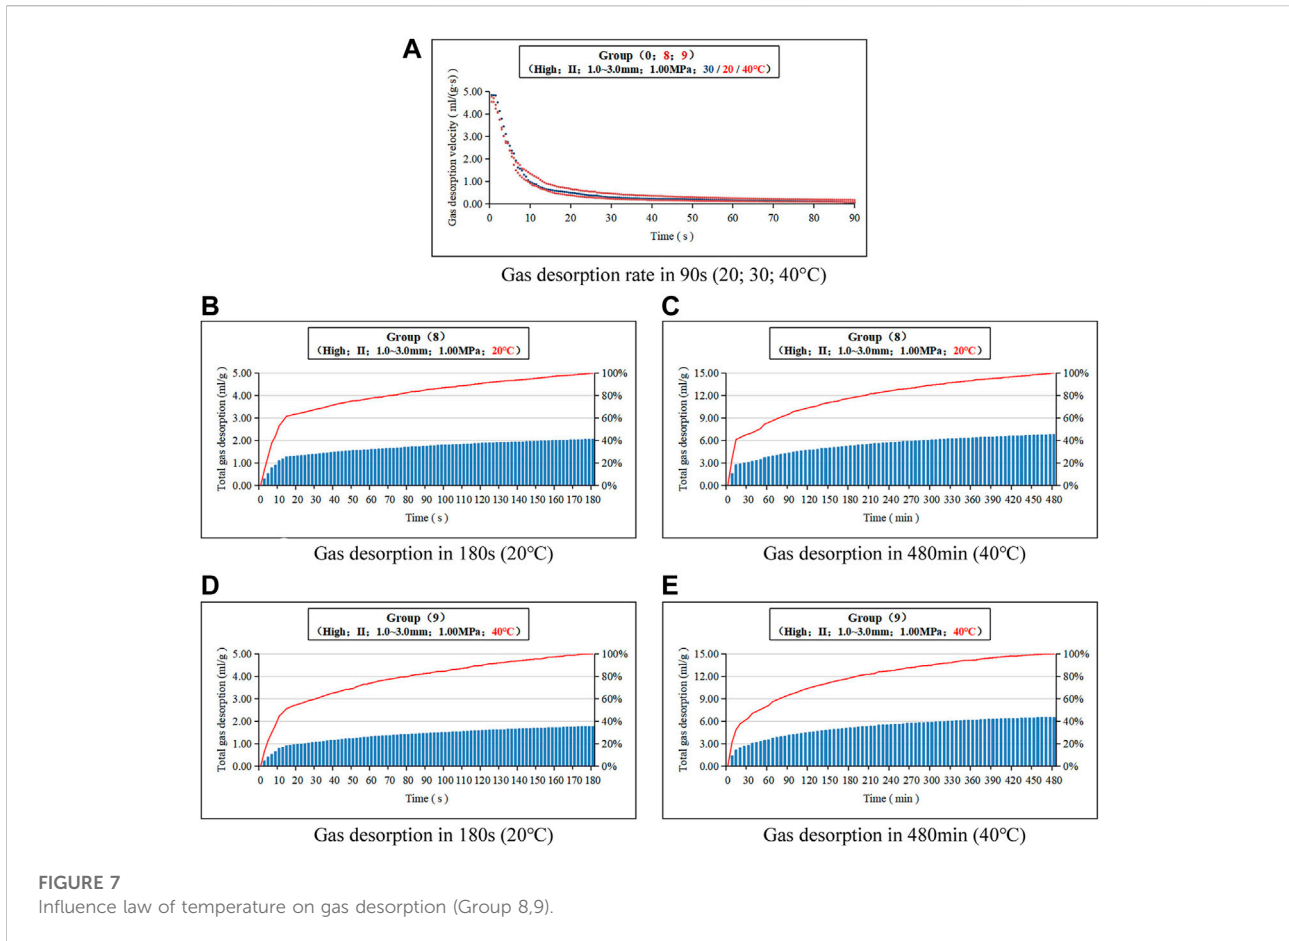 A
Group（0; 8; 9）
（High; II; 1.0~3.0mm; 1.00MPa; 30 / 20 / 40°C）
Gas desorption velocity ( ml/(g·s)
5.00
4.00
3.00
2.00
1.00
0.00
0 10 20 30 40 50 60 70 80 90
Time ( s )
Gas desorption rate in 90s (20; 30; 40°C)
B
Group（8）
（High; II; 1.0~3.0mm; 1.00MPa; 20°C）
Total gas desorption (ml/g )
5.00 100%
4.00 80%
3.00 60%
2.00 40%
1.00 20%
0.00 0%
0 10 20 30 40 50 60 70 80 90 100 110 120 130 140 150 160 170 180
Time ( s )
Gas desorption in 180s (20°C)
C
Group（8）
（High; II; 1.0~3.0mm; 1.00MPa; 20°C）
Total gas desorption (ml/g )
15.00 100%
12.00 80%
9.00 60%
6.00 40%
3.00 20%
0.00 0%
0 30 60 90 120 150 180 210 240 270 300 330 360 390 420 450 480
Time ( min )
Gas desorption in 480min (40°C)
D
Group（9）
（High; II; 1.0~3.0mm; 1.00MPa; 40°C）
Total gas desorption (ml/g )
5.00 100%
4.00 80%
3.00 60%
2.00 40%
1.00 20%
0.00 0%
0 10 20 30 40 50 60 70 80 90 100 110 120 130 140 150 160 170 180
Time ( s )
Gas desorption in 180s (20°C)
E
Group（9）
（High; II; 1.0~3.0mm; 1.00MPa; 40°C）
Total gas desorption (ml/g )
15.00 100%
12.00 80%
9.00 60%
6.00 40%
3.00 20%
0.00 0%
0 30 60 90 120 150 180 210 240 270 300 330 360 390 420 450 480
Time ( min )
Gas desorption in 480min (40°C)
FIGURE 7
Influence law of temperature on gas desorption (Group 8,9).